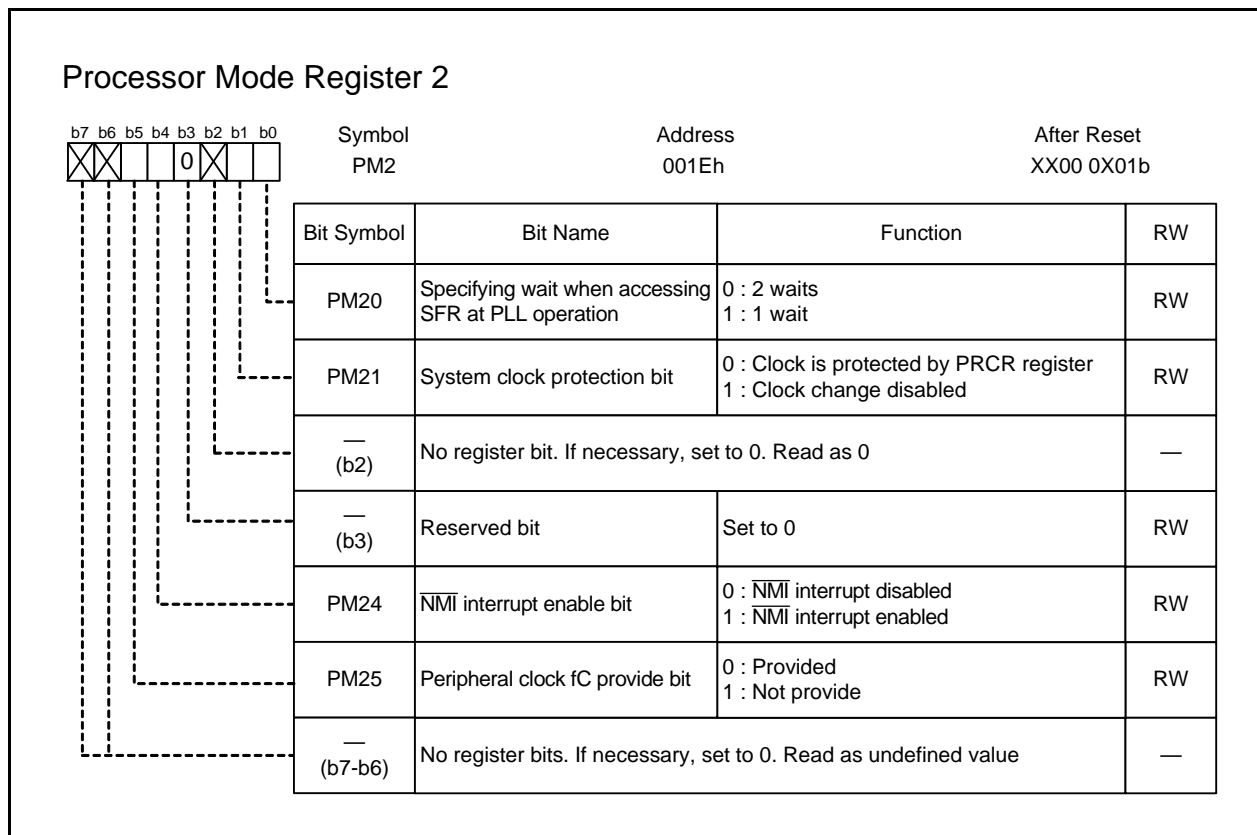 Processor Mode Register 2
b7 b6 b5 b4 b3 b2 b1 b0
0
Symbol Address After Reset
PM2 001Eh XX00 0X01b
Bit Symbol Bit Name Function RW
PM20 Specifying wait when accessing SFR at PLL operation 0 : 2 waits
1 : 1 wait RW
PM21 System clock protection bit 0 : Clock is protected by PRCR register
1 : Clock change disabled RW
—
(b2) No register bit. If necessary, set to 0. Read as 0 —
—
(b3) Reserved bit Set to 0 RW
PM24 N̅M̅I̅ interrupt enable bit 0 : N̅M̅I̅ interrupt disabled
1 : N̅M̅I̅ interrupt enabled RW
PM25 Peripheral clock fC provide bit 0 : Provided
1 : Not provide RW
—
(b7-b6) No register bits. If necessary, set to 0. Read as undefined value —